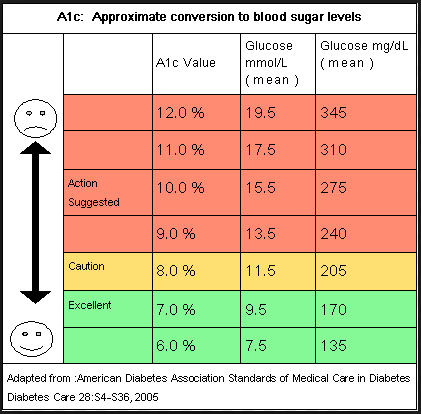 A1c:  Approximate conversion to blood sugar levels
A1c Value
Glucose
mmol/L
( mean )
Glucose mg/dL
( mean )
12.0 % 19.5 345
11.0 % 17.5 310
Action
Suggested
10.0 % 15.5 275
9.0 % 13.5 240
Caution 8.0 % 11.5 205
Excellent 7.0 % 9.5 170
6.0 % 7.5 135
Adapted from :American Diabetes Association Standards of Medical Care in Diabetes
Diabetes Care 28:S4-S36, 2005